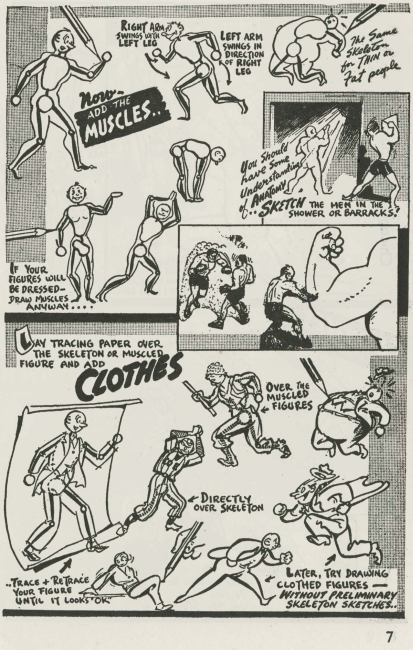 RIGHT ARM
SWINGS WITH
LEFT LEG
LEFT ARM
SWINGS IN
DIRECTION
OF RIGHT
LEG
The Same
Skeleton
for THIN or
Fat people
Now-
ADD THE
MUSCLES..
You Should
have Some
Understanding
of ANATOMY
... SKETCH THE MEN IN THE
SHOWER OR BARRACKS!
IF YOUR
FIGURES WILL
BE DRESSED-
DRAW MUSCLES
ANYWAY....
LAY TRACING PAPER OVER
THE SKELETON OR MUSCLED
FIGURE AND ADD
CLOTHES
OVER THE
MUSCLED
FIGURES
DIRECTLY
OVER SKELETON
..TRACE + RETRACE
YOUR FIGURE
UNTIL IT LOOKS "OK"
LATER, TRY DRAWING
CLOTHED FIGURES —
WITHOUT PRELIMINARY
SKELETON SKETCHES..
7